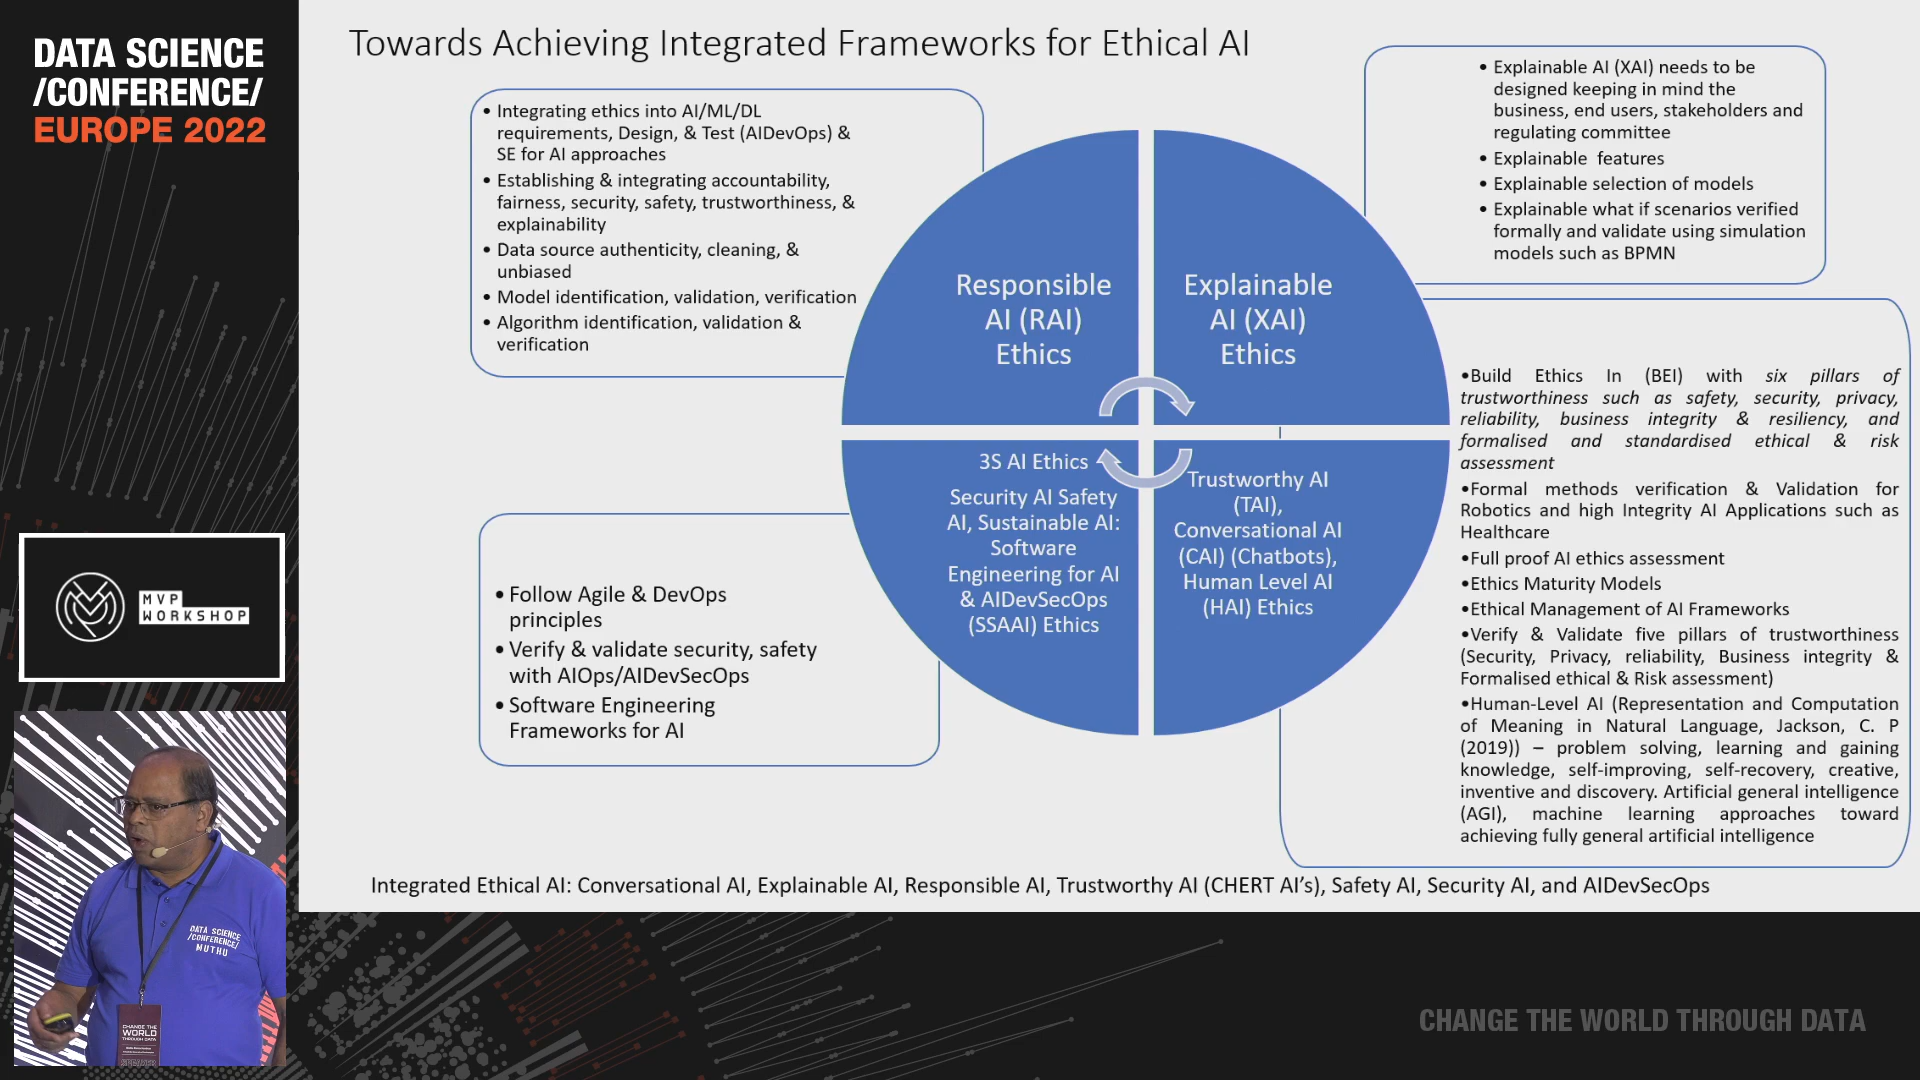 DATA SCIENCE
/CONFERENCE/
EUROPE 2022
Towards Achieving Integrated Frameworks for Ethical AI
• Integrating ethics into AI/ML/DL
requirements, Design, & Test (AIDevOps) &
SE for AI approaches
• Establishing & integrating accountability,
fairness, security, safety, trustworthiness, &
explainability
• Data source authenticity, cleaning, &
unbiased
• Model identification, validation, verification
• Algorithm identification, validation &
verification
• Explainable AI (XAI) needs to be
designed keeping in mind the
business, end users, stakeholders and
regulating committee
• Explainable features
• Explainable selection of models
• Explainable what if scenarios verified
formally and validate using simulation
models such as BPMN
Responsible
AI (RAI)
Ethics
Explainable
AI (XAI)
Ethics
3S AI Ethics
Security AI Safety
AI, Sustainable AI:
Software
Engineering for AI
& AIDevSecOps
(SSAAI) Ethics
Trustworthy AI
(TAI),
Conversational AI
(CAI) (Chatbots),
Human Level AI
(HAI) Ethics
• Follow Agile & DevOps
principles
• Verify & validate security, safety
with AIOps/AIDevSecOps
• Software Engineering
Frameworks for AI
•Build Ethics In (BEI) with six pillars of
trustworthiness such as safety, security, privacy,
reliability, business integrity & resiliency, and
formalised and standardised ethical & risk
assessment
•Formal methods verification & Validation for
Robotics and high Integrity AI Applications such as
Healthcare
•Full proof AI ethics assessment
•Ethics Maturity Models
•Ethical Management of AI Frameworks
•Verify & Validate five pillars of trustworthiness
(Security, Privacy, reliability, Business integrity &
Formalised ethical & Risk assessment)
•Human-Level AI (Representation and Computation
of Meaning in Natural Language, Jackson, C. P
(2019)) – problem solving, learning and gaining
knowledge, self-improving, self-recovery, creative,
inventive and discovery. Artificial general intelligence
(AGI), machine learning approaches toward
achieving fully general artificial intelligence
Integrated Ethical AI: Conversational AI, Explainable AI, Responsible AI, Trustworthy AI (CHERT AI's), Safety AI, Security AI, and AIDevSecOps
MVP
WORKSHOP
DATA SCIENCE
/CONFERENCE/
MUTHU
CHANGE THE
WORLD
THROUGH DATA
SPEAKER
CHANGE THE WORLD THROUGH DATA